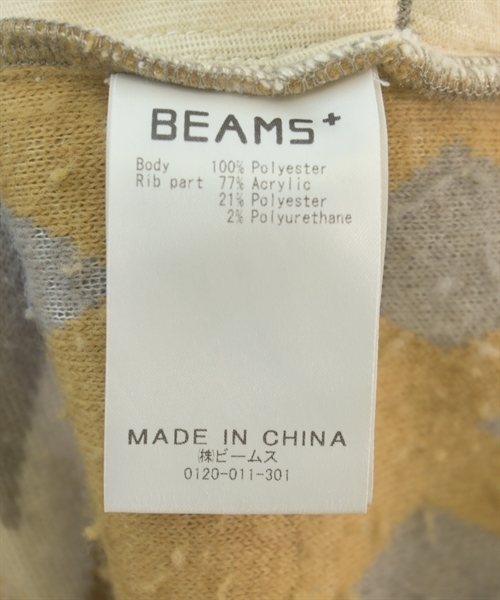 BEAMS+
Body 100% Polyester
Rib part 77% Acrylic
21% Polyester
2% Polyurethane
MADE IN CHINA
㈱ビームス
0120-011-301